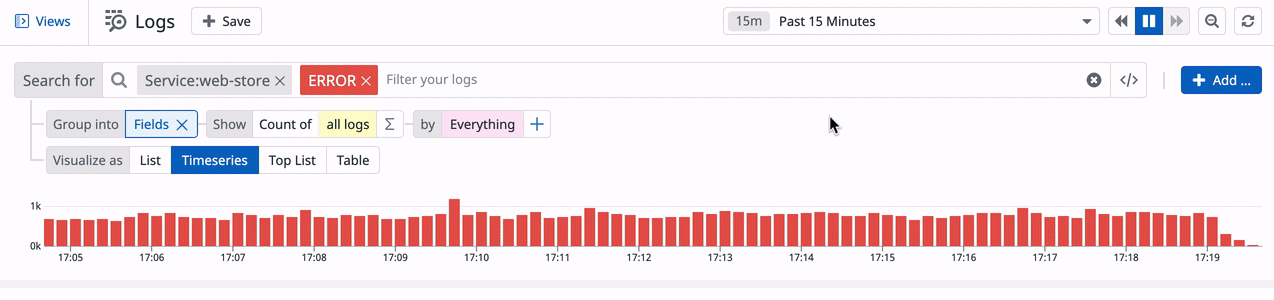 Views Logs + Save 15m Past 15 Minutes
Search for Service:web-store × ERROR × Filter your logs </> + Add ...
Group into Fields × Show Count of all logs Σ by Everything +
Visualize as List Timeseries Top List Table
1k
0k
17:05 17:06 17:07 17:08 17:09 17:10 17:11 17:12 17:13 17:14 17:15 17:16 17:17 17:18 17:19